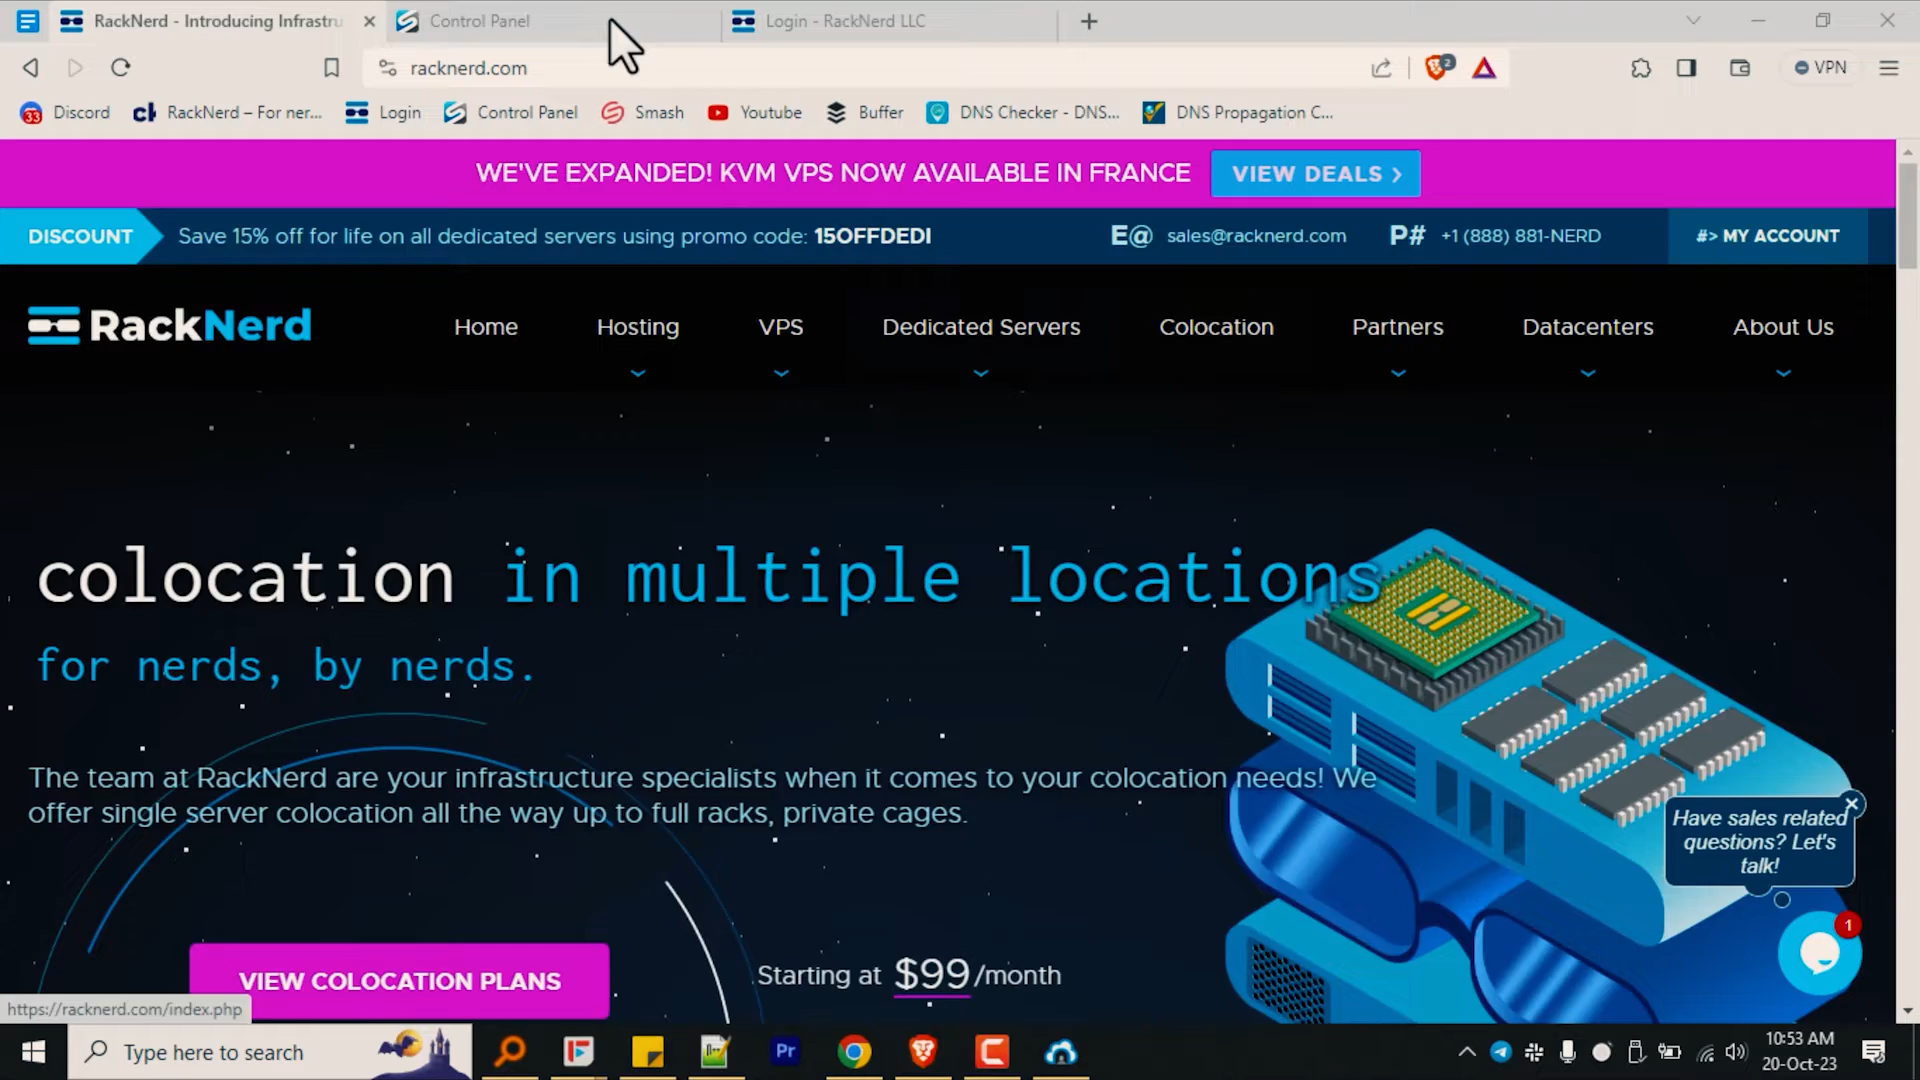 RackNerd - Introducing Infrastru
Control Panel
Login - RackNerd LLC
racknerd.com
2
VPN
33
Discord
RackNerd – For ner...
Login
Control Panel
Smash
Youtube
Buffer
DNS Checker - DNS...
DNS Propagation C...
WE'VE EXPANDED! KVM VPS NOW AVAILABLE IN FRANCE
VIEW DEALS
DISCOUNT
Save 15% off for life on all dedicated servers using promo code: 15OFFDEDI
E@ sales@racknerd.com
P# +1 (888) 881-NERD
#> MY ACCOUNT
RackNerd
Home
Hosting
VPS
Dedicated Servers
Colocation
Partners
Datacenters
About Us
colocation in multiple locations
for nerds, by nerds.
The team at RackNerd are your infrastructure specialists when it comes to your colocation needs! We
offer single server colocation all the way up to full racks, private cages.
Have sales related
questions? Let's
talk!
1
VIEW COLOCATION PLANS
Starting at $99/month
https://racknerd.com/index.php
Type here to search
Pr
10:53 AM
20-Oct-23